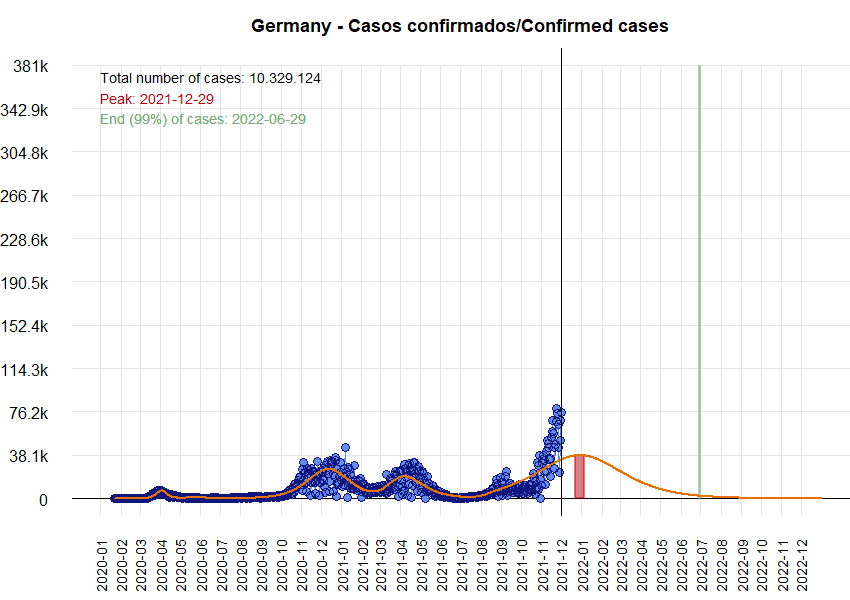 Germany - Casos confirmados/Confirmed cases
Total number of cases: 10.329.124
Peak: 2021-12-29
End (99%) of cases: 2022-06-29
381k
342.9k
304.8k
266.7k
228.6k
190.5k
152.4k
114.3k
76.2k
38.1k
0
2020-01
2020-02
2020-03
2020-04
2020-05
2020-06
2020-07
2020-08
2020-09
2020-10
2020-11
2020-12
2021-01
2021-02
2021-03
2021-04
2021-05
2021-06
2021-07
2021-08
2021-09
2021-10
2021-11
2021-12
2022-01
2022-02
2022-03
2022-04
2022-05
2022-06
2022-07
2022-08
2022-09
2022-10
2022-11
2022-12